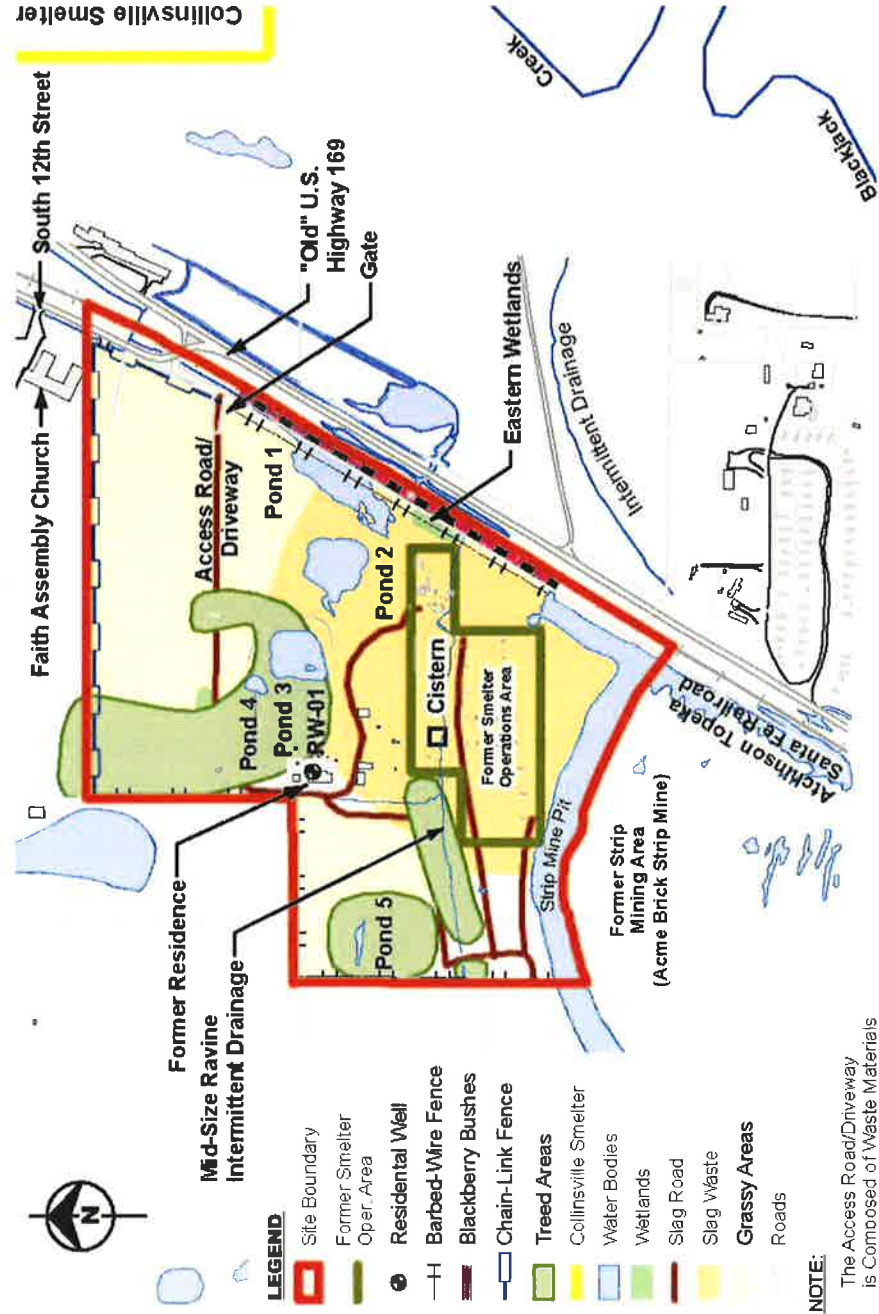 Collinsville Smelter
South 12th Street
Faith Assembly Church
"Old" U.S.
Highway 169
Gate
Access Road/
Driveway
Pond 1
Pond 2
Pond 4
Pond 3
RW-01
Eastern Wetlands
Cistern
Former Smelter
Operations Area
Former Residence
Mid-Size Ravine
Intermittent Drainage
Pond 5
Strip Mine Pit
Former Strip
Mining Area
(Acme Brick Strip Mine)
Intermittent Drainage
Atchinson Topeka
Santa Fe Railroad
Creek
Blackjack
N
LEGEND
Site Boundary
Former Smelter
Oper. Area
Residental Well
Barbed-Wire Fence
Blackberry Bushes
Chain-Link Fence
Treed Areas
Collinsville Smelter
Water Bodies
Wetlands
Slag Road
Slag Waste
Grassy Areas
Roads
NOTE:
The Access Road/Driveway
is Composed of Waste Materials